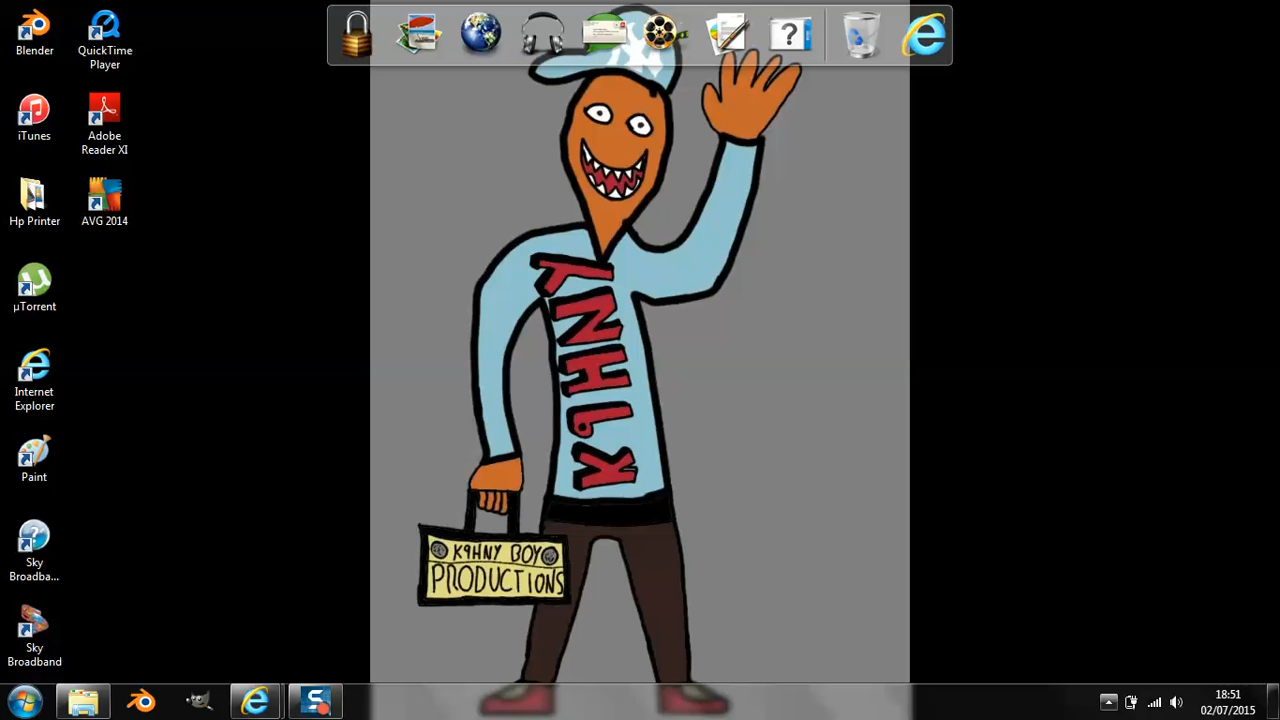 Blender
QuickTime
Player
iTunes
Adobe
Reader XI
Hp Printer
AVG 2014
µTorrent
Internet
Explorer
Paint
Sky
Broadba...
Sky
Broadband
K9HNY
K9HNY BOY
PRODUCTIONS
18:51
02/07/2015